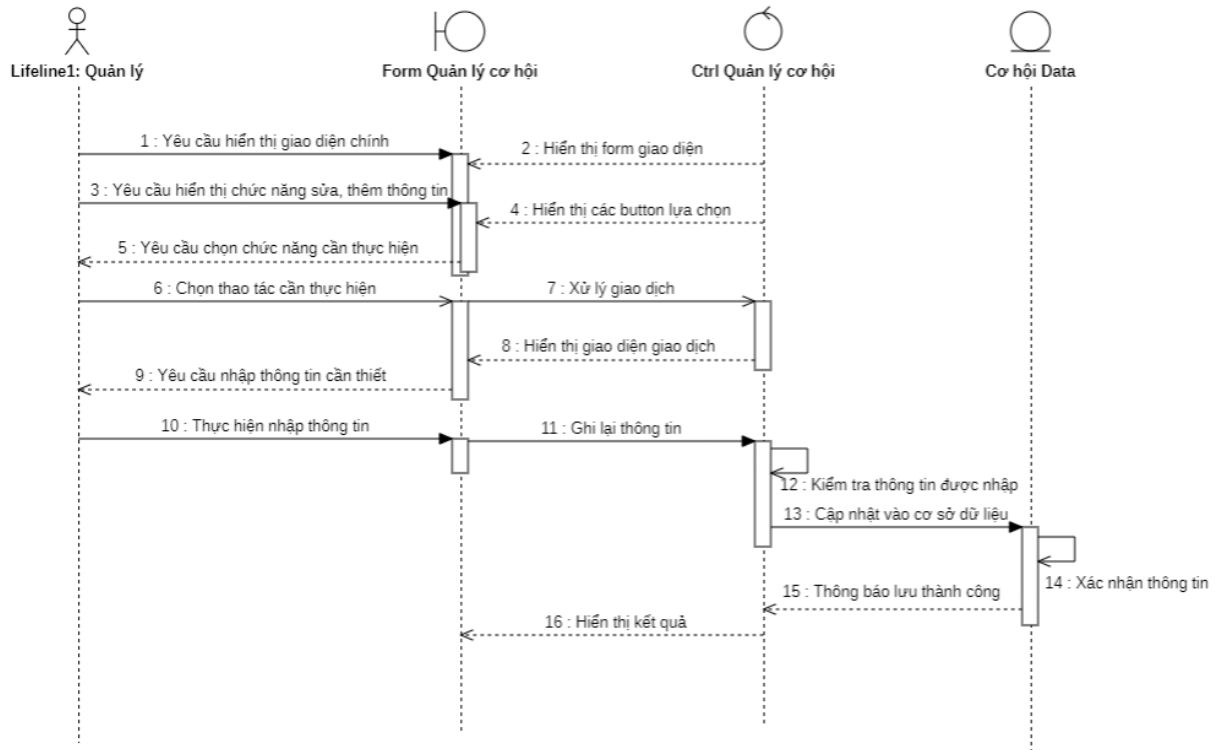 Lifeline1: Quản lý
Form Quản lý cơ hội
Ctrl Quản lý cơ hội
Cơ hội Data
1 : Yêu cầu hiển thị giao diện chính
2 : Hiển thị form giao diện
3 : Yêu cầu hiển thị chức năng sửa, thêm thông tin
4 : Hiển thị các button lựa chọn
5 : Yêu cầu chọn chức năng cần thực hiện
6 : Chọn thao tác cần thực hiện
7 : Xử lý giao dịch
8 : Hiển thị giao diện giao dịch
9 : Yêu cầu nhập thông tin cần thiết
10 : Thực hiện nhập thông tin
11 : Ghi lại thông tin
12 : Kiểm tra thông tin được nhập
13 : Cập nhật vào cơ sở dữ liệu
14 : Xác nhận thông tin
15 : Thông báo lưu thành công
16 : Hiển thị kết quả